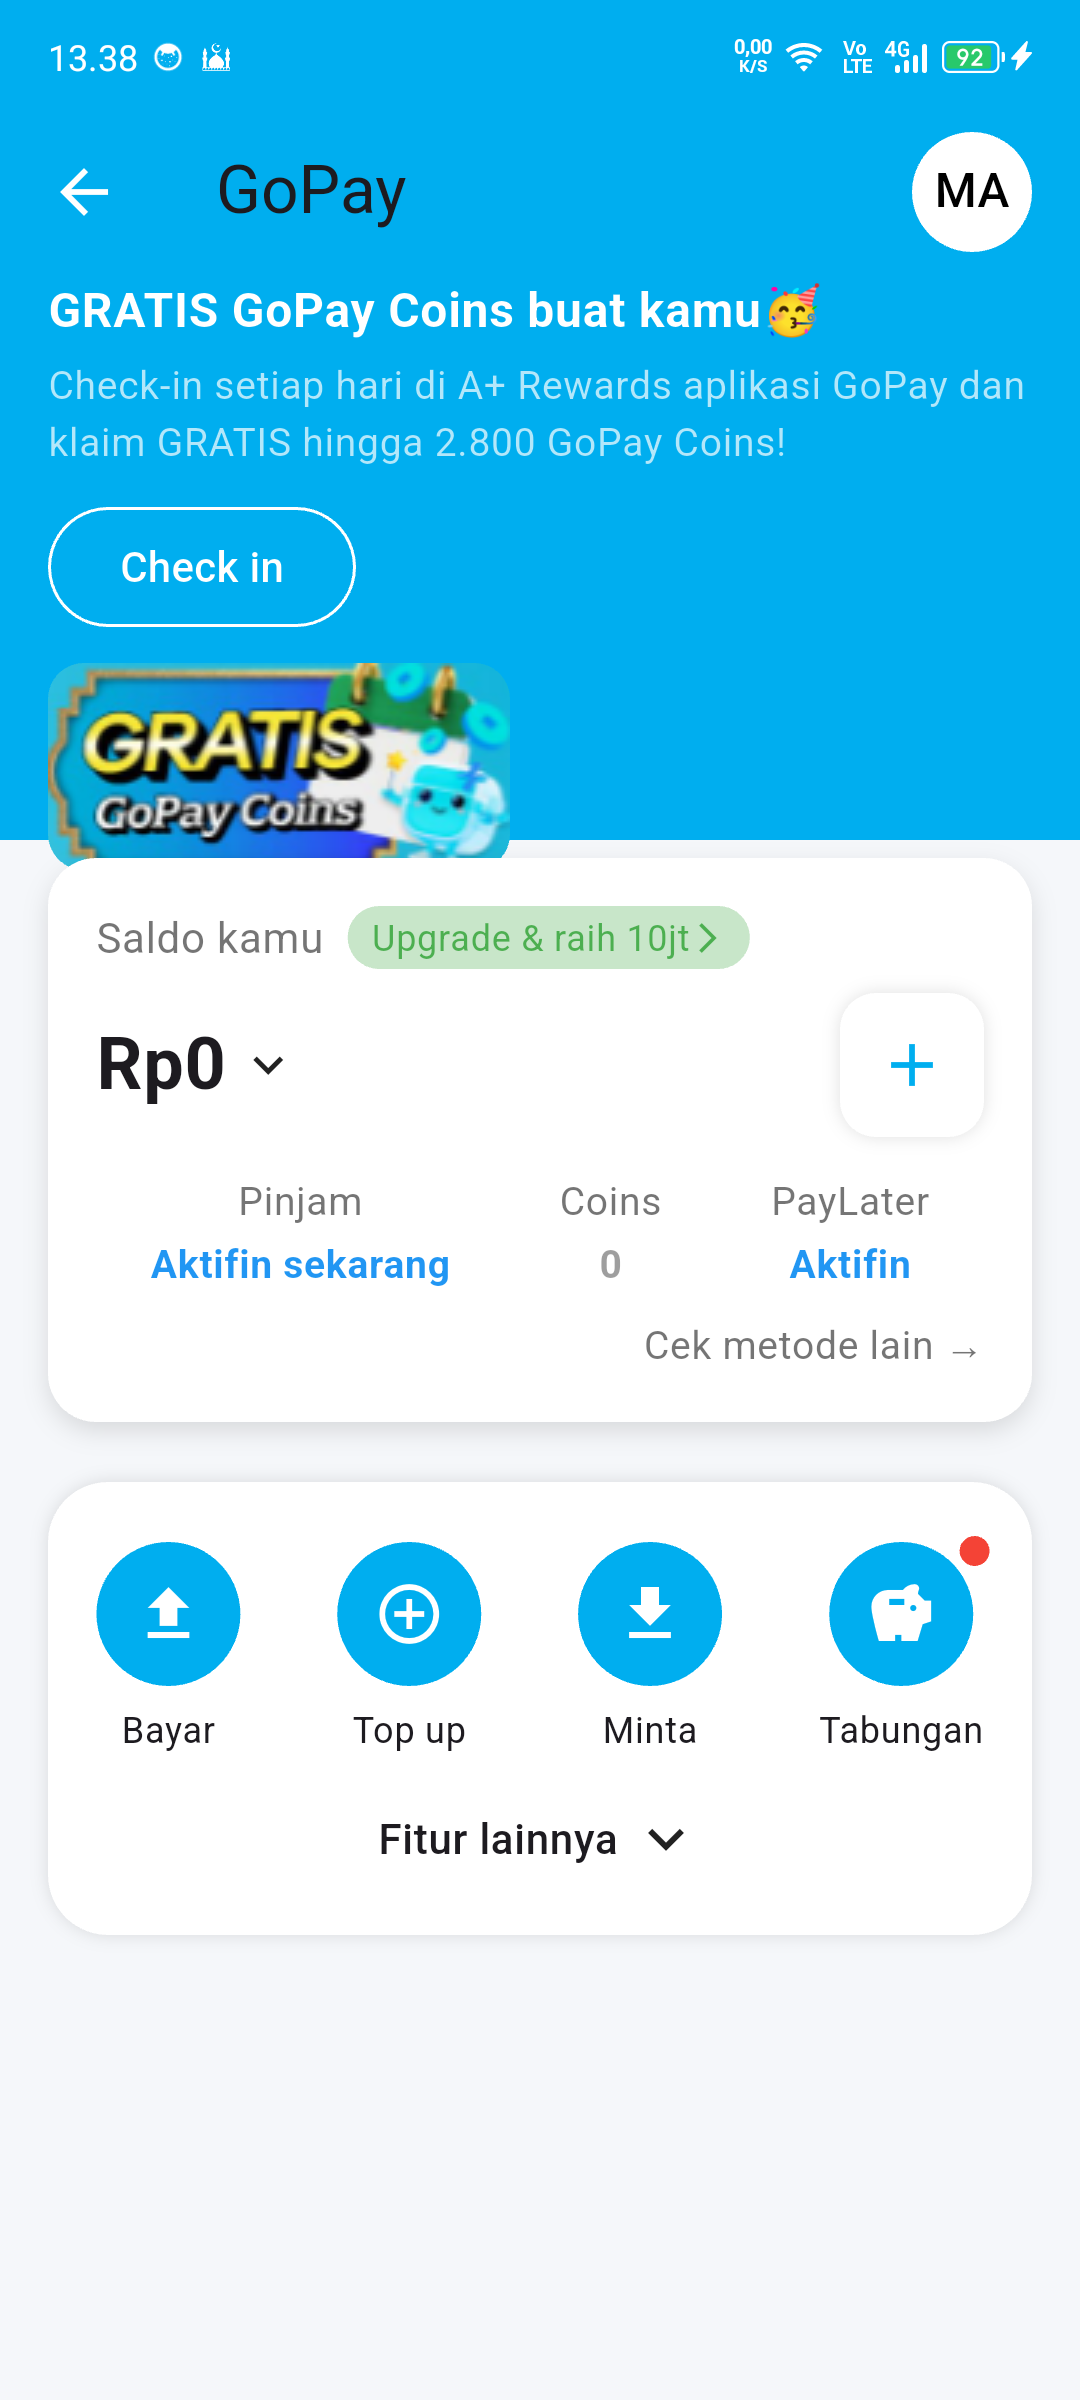 13.38
0,00
K/S
Vo
LTE
4G
92
GoPay
MA
GRATIS GoPay Coins buat kamu🥳
Check-in setiap hari di A+ Rewards aplikasi GoPay dan
klaim GRATIS hingga 2.800 GoPay Coins!
Check in
GRATIS
GoPay Coins
Saldo kamu
Upgrade & raih 10jt
Rp0
Pinjam Coins PayLater
Aktifin sekarang 0 Aktifin
Cek metode lain →
Bayar Top up Minta Tabungan
Fitur lainnya